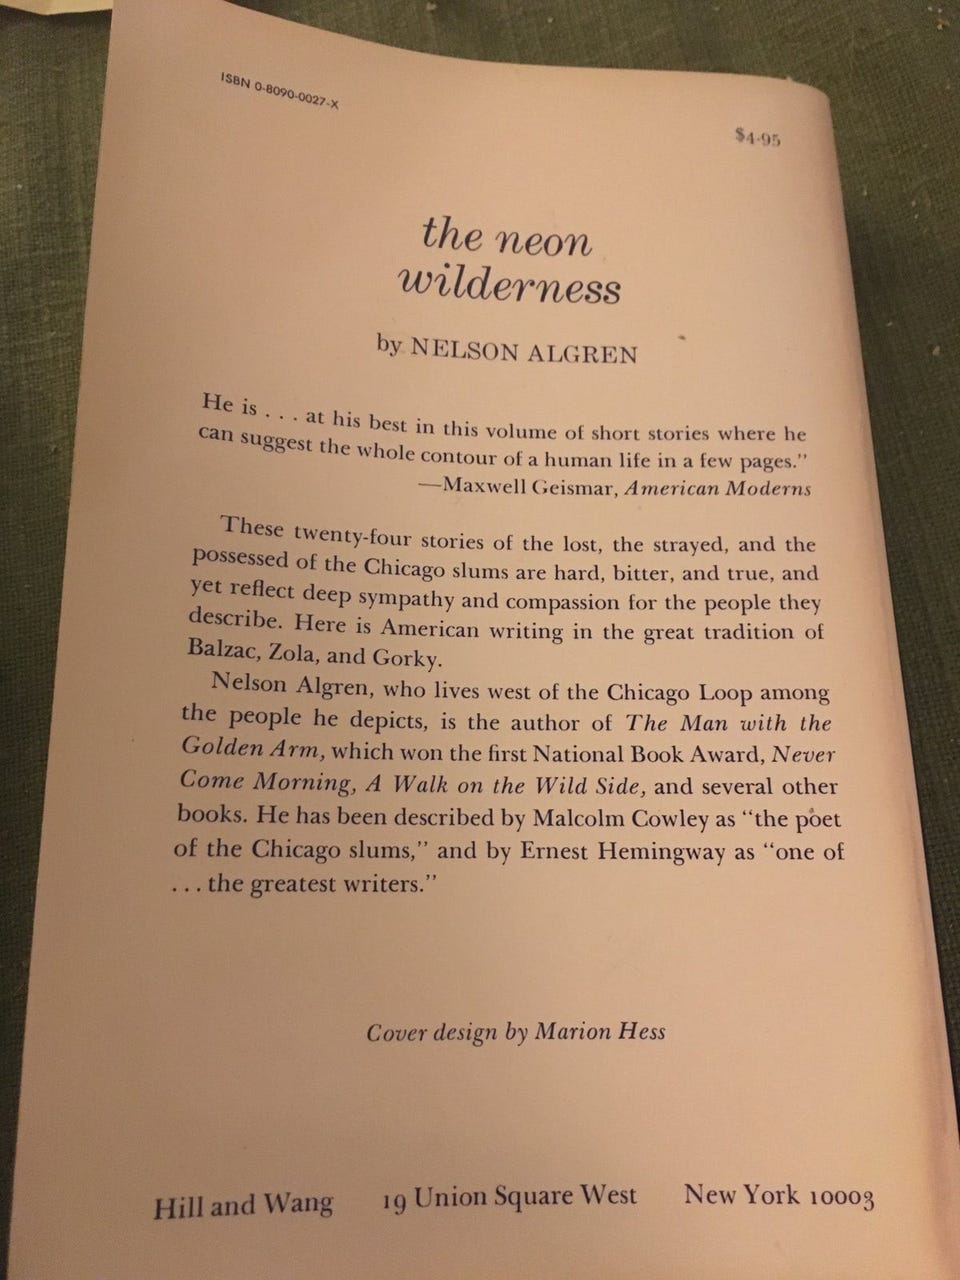 ISBN 0-8090-0027-X
$4.95
the neon
wilderness
by NELSON ALGREN
He is . . . at his best in this volume of short stories where he
can suggest the whole contour of a human life in a few pages.”
—Maxwell Geismar, American Moderns
These twenty-four stories of the lost, the strayed, and the
possessed of the Chicago slums are hard, bitter, and true, and
yet reflect deep sympathy and compassion for the people they
describe. Here is American writing in the great tradition of
Balzac, Zola, and Gorky.
Nelson Algren, who lives west of the Chicago Loop among
the people he depicts, is the author of The Man with the
Golden Arm, which won the first National Book Award, Never
Come Morning, A Walk on the Wild Side, and several other
books. He has been described by Malcolm Cowley as “the poet
of the Chicago slums,” and by Ernest Hemingway as “one of
. . . the greatest writers.”
Cover design by Marion Hess
Hill and Wang 19 Union Square West New York 10003